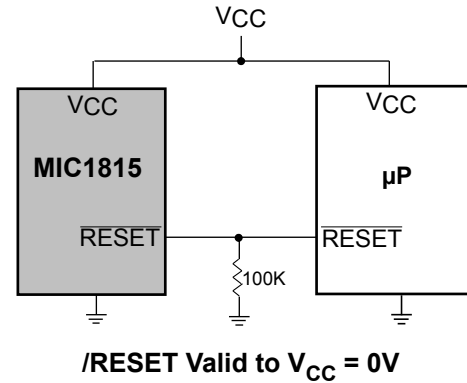 VCC
VCC
VCC
MIC1815
µP
RESET
RESET
100K
/RESET Valid to VCC = 0V